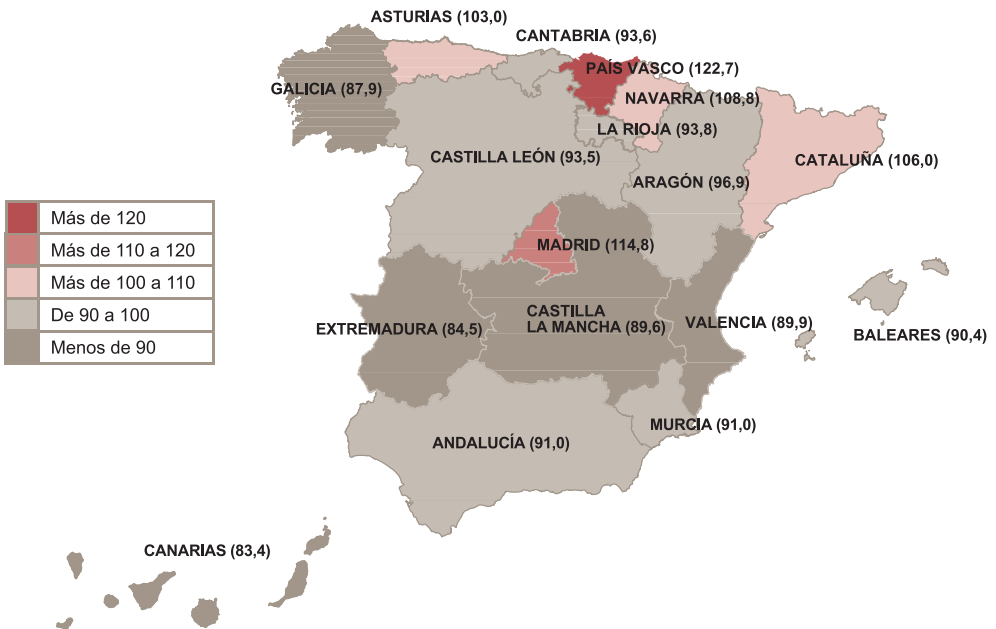 ASTURIAS (103,0)
CANTABRIA (93,6)
PAÍS VASCO (122,7)
GALICIA (87,9)
NAVARRA (108,8)
LA RIOJA (93,8)
CASTILLA LEÓN (93,5)
CATALUÑA (106,0)
ARAGÓN (96,9)
Más de 120
Más de 110 a 120
Más de 100 a 110
De 90 a 100
Menos de 90
MADRID (114,8)
CASTILLA
LA MANCHA (89,6)
EXTREMADURA (84,5)
VALENCIA (89,9)
BALEARES (90,4)
MURCIA (91,0)
ANDALUCÍA (91,0)
CANARIAS (83,4)